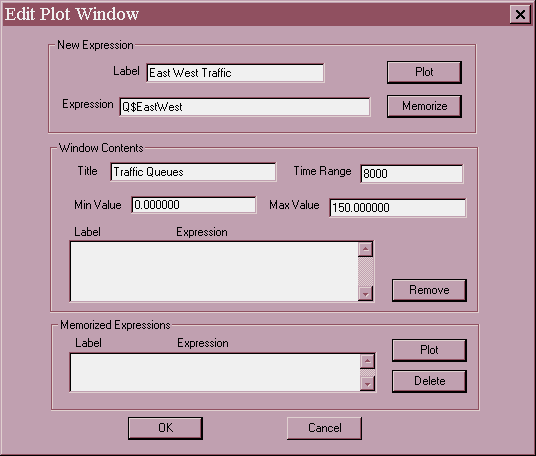 Edit Plot Window
New Expression
Label East West Traffic Plot
Expression Q$EastWest Memorize
Window Contents
Title Traffic Queues Time Range 8000
Min Value 0.000000 Max Value 150.000000
Label Expression
Remove
Memorized Expressions
Label Expression Plot
Delete
OK Cancel